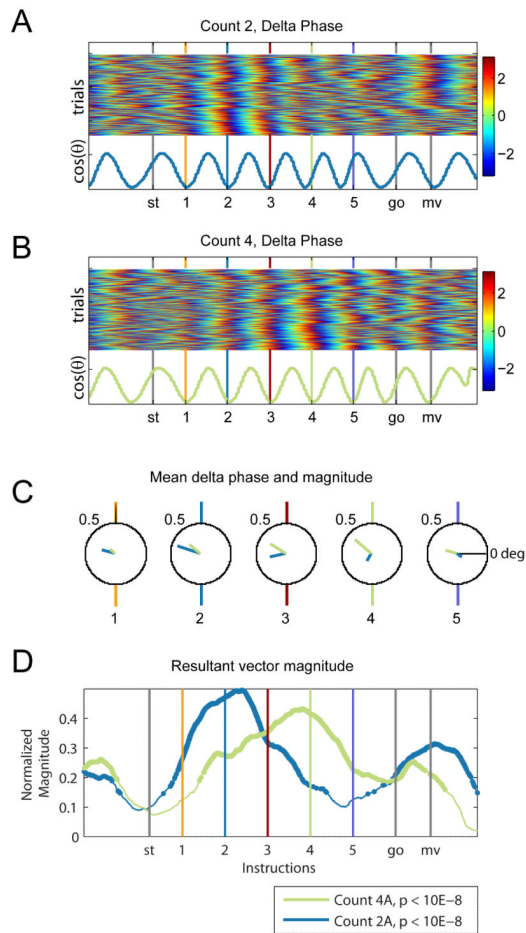 A
Count 2, Delta Phase
trials
cos(θ)
2
0
−2
st 1 2 3 4 5 go mv
B
Count 4, Delta Phase
trials
cos(θ)
2
0
−2
st 1 2 3 4 5 go mv
C
Mean delta phase and magnitude
0.5 0.5 0.5 0.5 0.5
0 deg
1 2 3 4 5
D
Resultant vector magnitude
Normalized
Magnitude
0.4
0.3
0.2
0.1
0
st 1 2 3 4 5 go mv
Instructions
Count 4A, p < 10E−8
Count 2A, p < 10E−8